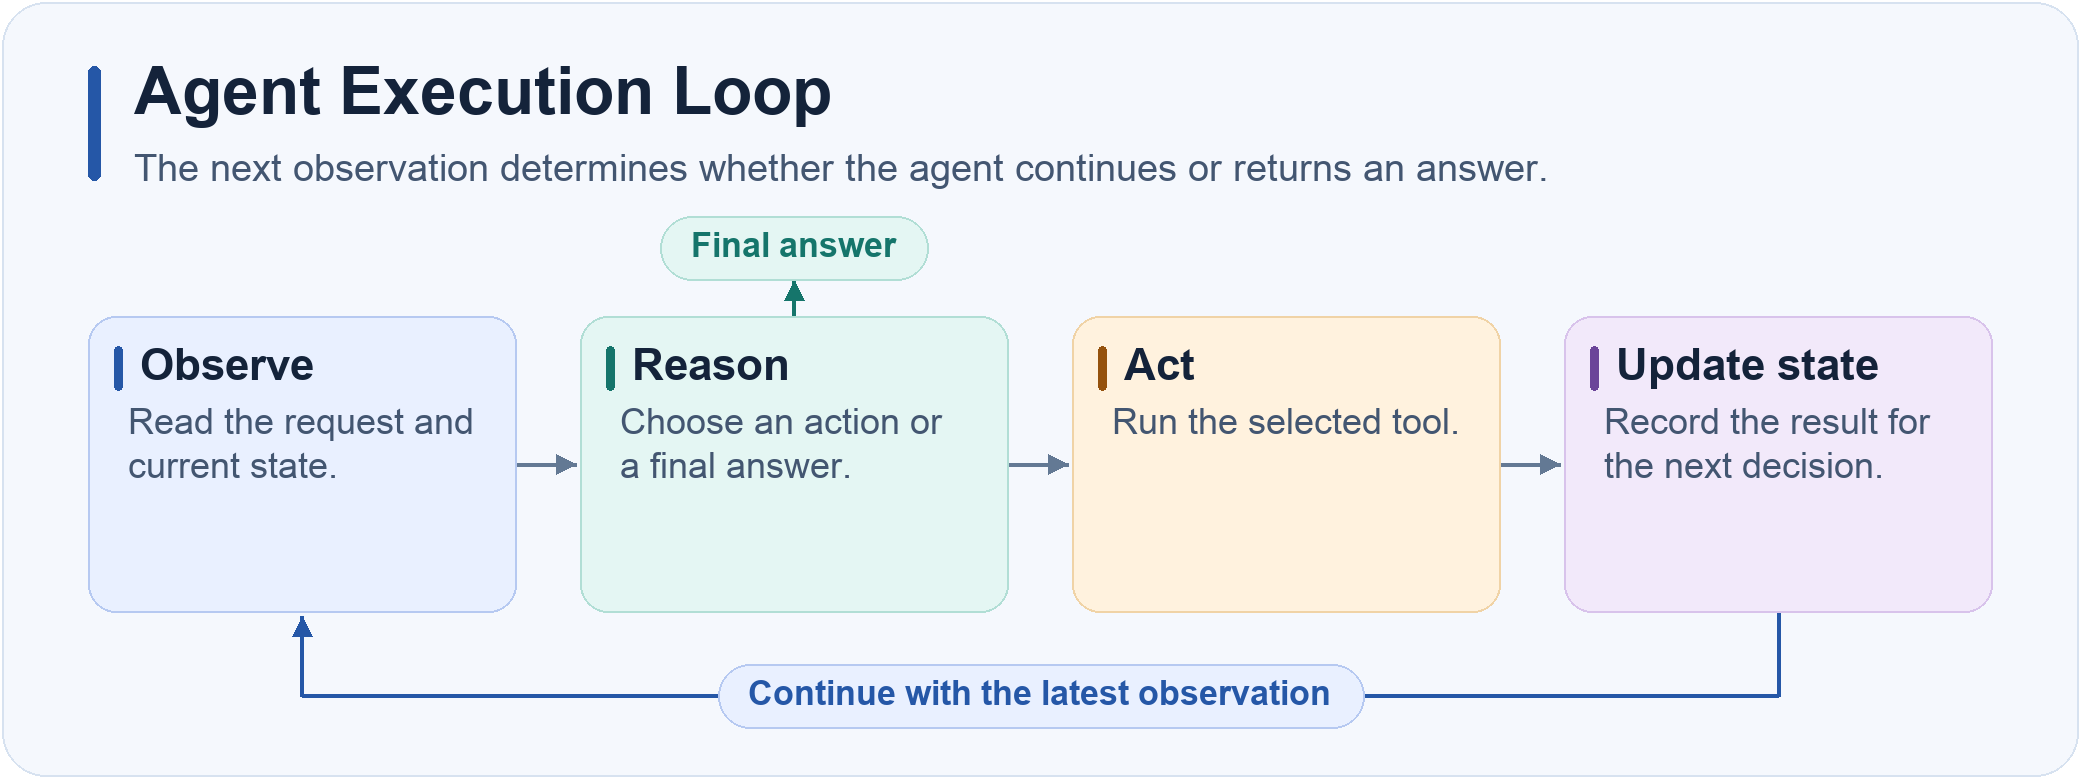 Agent Execution Loop
The next observation determines whether the agent continues or returns an answer.
Final answer
Observe
Read the request and
current state.
Reason
Choose an action or
a final answer.
Act
Run the selected tool.
Update state
Record the result for
the next decision.
Continue with the latest observation